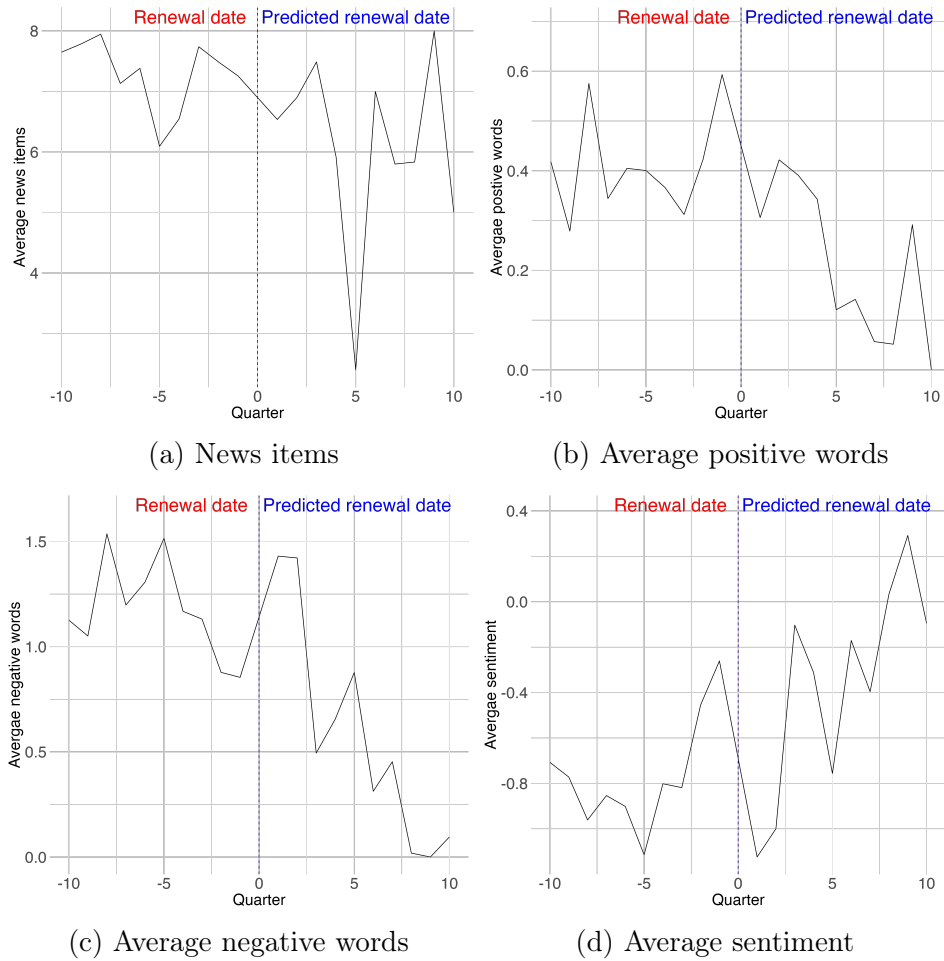 Renewal date Predicted renewal date
8
6
4
Average news items
-10 -5 0 5 10
Quarter
(a) News items
Renewal date Predicted renewal date
0.6
0.4
0.2
0.0
Avergae postive words
-10 -5 0 5 10
Quarter
(b) Average positive words
Renewal date Predicted renewal date
1.5
1.0
0.5
0.0
Avergae negative words
-10 -5 0 5 10
Quarter
(c) Average negative words
Renewal date Predicted renewal date
0.4
0.0
-0.4
-0.8
Avergae sentiment
-10 -5 0 5 10
Quarter
(d) Average sentiment